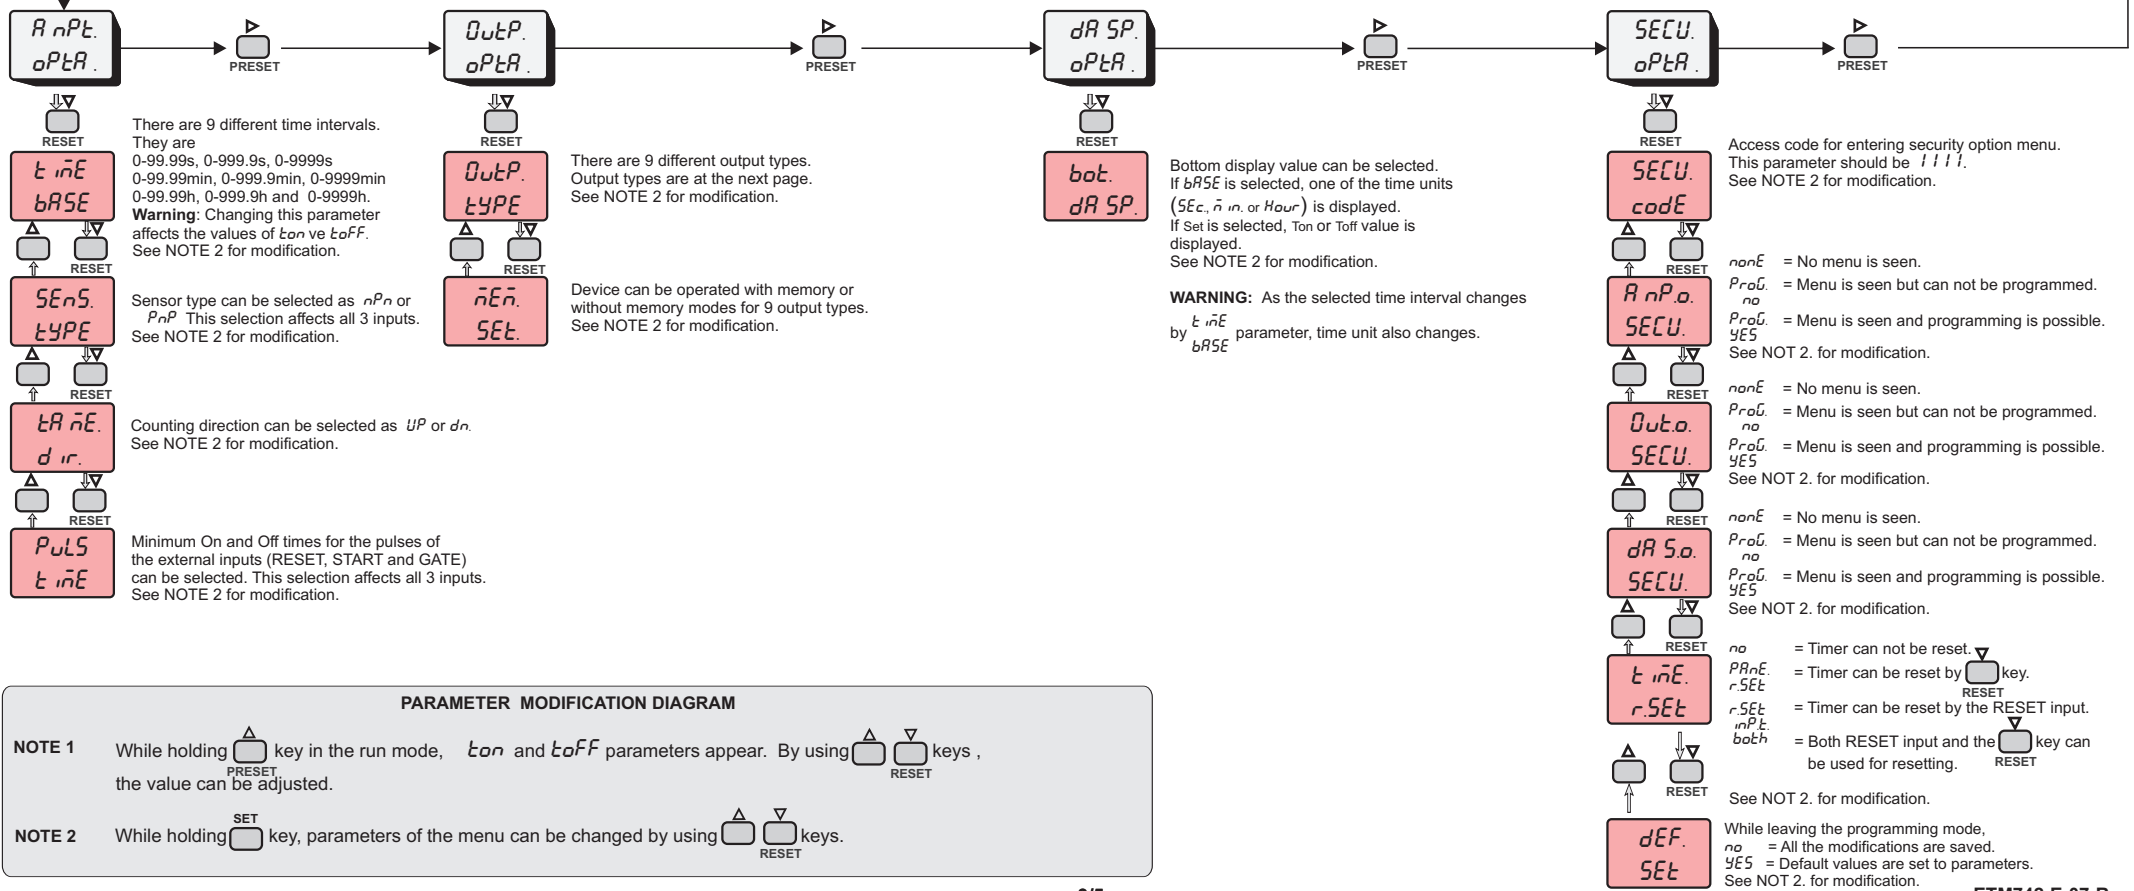 A nPt.
oPtA .
PRESET
OutP.
oPtA .
PRESET
dA SP.
oPtA .
PRESET
SECU.
oPtA .
PRESET
RESET
t imE
bASE
There are 9 different time intervals.
They are
0-99.99s, 0-999.9s, 0-9999s
0-99.99min, 0-999.9min, 0-9999min
0-99.99h, 0-999.9h and 0-9999h.
Warning: Changing this parameter
affects the values of ton ve toFF.
See NOTE 2 for modification.
RESET
SEnS.
tYPE
Sensor type can be selected as nPn or
PnP This selection affects all 3 inputs.
See NOTE 2 for modification.
RESET
tA mE.
d ir.
Counting direction can be selected as UP or dn.
See NOTE 2 for modification.
RESET
PuLS
t imE
Minimum On and Off times for the pulses of
the external inputs (RESET, START and GATE)
can be selected. This selection affects all 3 inputs.
See NOTE 2 for modification.
RESET
OutP.
tYPE
There are 9 different output types.
Output types are at the next page.
See NOTE 2 for modification.
RESET
mEm.
SEt.
Device can be operated with memory or
without memory modes for 9 output types.
See NOTE 2 for modification.
RESET
bot.
dA SP.
Bottom display value can be selected.
If bASE is selected, one of the time units
(SEc., m in. or Hour) is displayed.
If Set is selected, Ton or Toff value is
displayed.
See NOTE 2 for modification.
WARNING: As the selected time interval changes
by t imE bASE parameter, time unit also changes.
RESET
SECU.
codE
Access code for entering security option menu.
This parameter should be 1111.
See NOTE 2 for modification.
RESET
A nP.o.
SECU.
nonE = No menu is seen.
ProG. no = Menu is seen but can not be programmed.
ProG. YES = Menu is seen and programming is possible.
See NOT 2. for modification.
RESET
Out.o.
SECU.
nonE = No menu is seen.
ProG. no = Menu is seen but can not be programmed.
ProG. YES = Menu is seen and programming is possible.
See NOT 2. for modification.
RESET
dA S.o.
SECU.
nonE = No menu is seen.
ProG. no = Menu is seen but can not be programmed.
ProG. YES = Menu is seen and programming is possible.
See NOT 2. for modification.
RESET
t imE.
r.SEt
no = Timer can not be reset.
PAnE. r.SEt = Timer can be reset by key.
RESET
r.SEt inP.t. = Timer can be reset by the RESET input.
both = Both RESET input and the key can
be used for resetting.
RESET
RESET
See NOT 2. for modification.
dEF.
SEt
While leaving the programming mode,
no = All the modifications are saved.
YES = Default values are set to parameters.
See NOT 2. for modification.
PARAMETER MODIFICATION DIAGRAM
NOTE 1 While holding key in the run mode, ton and toFF parameters appear. By using keys ,
PRESET
RESET
the value can be adjusted.
SET
NOTE 2 While holding key, parameters of the menu can be changed by using keys.
RESET